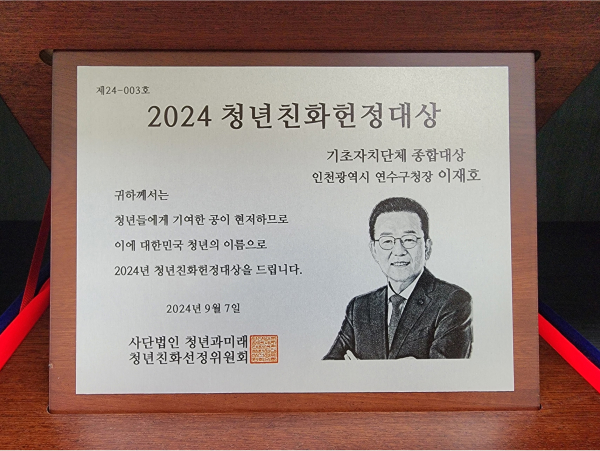 제24-003호
2024 청년친화헌정대상
기초자치단체 종합대상
인천광역시 연수구청장 이재호
귀하께서는
청년들에게 기여한 공이 현저하므로
이에 대한민국 청년의 이름으로
2024년 청년친화헌정대상을 드립니다.
2024년 9월 7일
사단법인 청년과미래
청년친화선정위원회